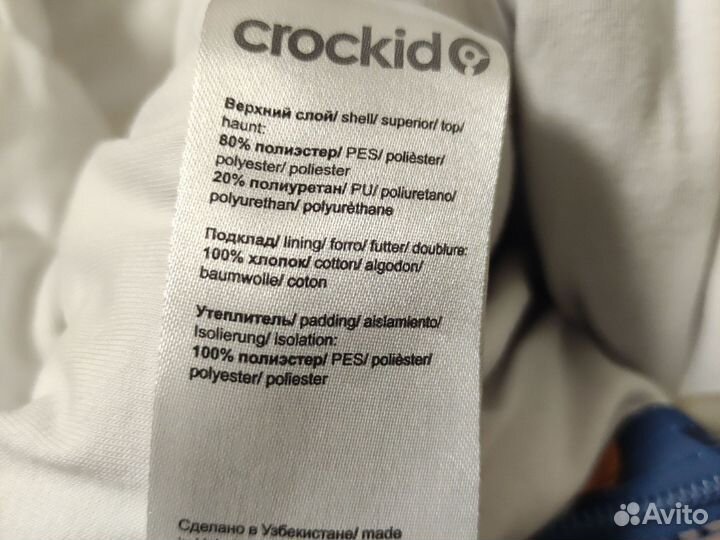 crockid
Верхний слой/ shell/ superior/ top/
haunt:
80% полиэстер/ PES/ poliėster/
polyester/ poliester
20% полиуретан/ PU/ poliuretano/
polyurethan/ polyurėthane
Подклад/ lining/ forro/ futter/ doublure:
100% хлопок/ cotton/ algodon/
baumwolle/ coton
Утеплитель/ padding/ aislamiento/
Isolierung/ isolation:
100% полиэстер/ PES/ poliėster/
polyester/ poliester
Сделано в Узбекистане/ made
Avito